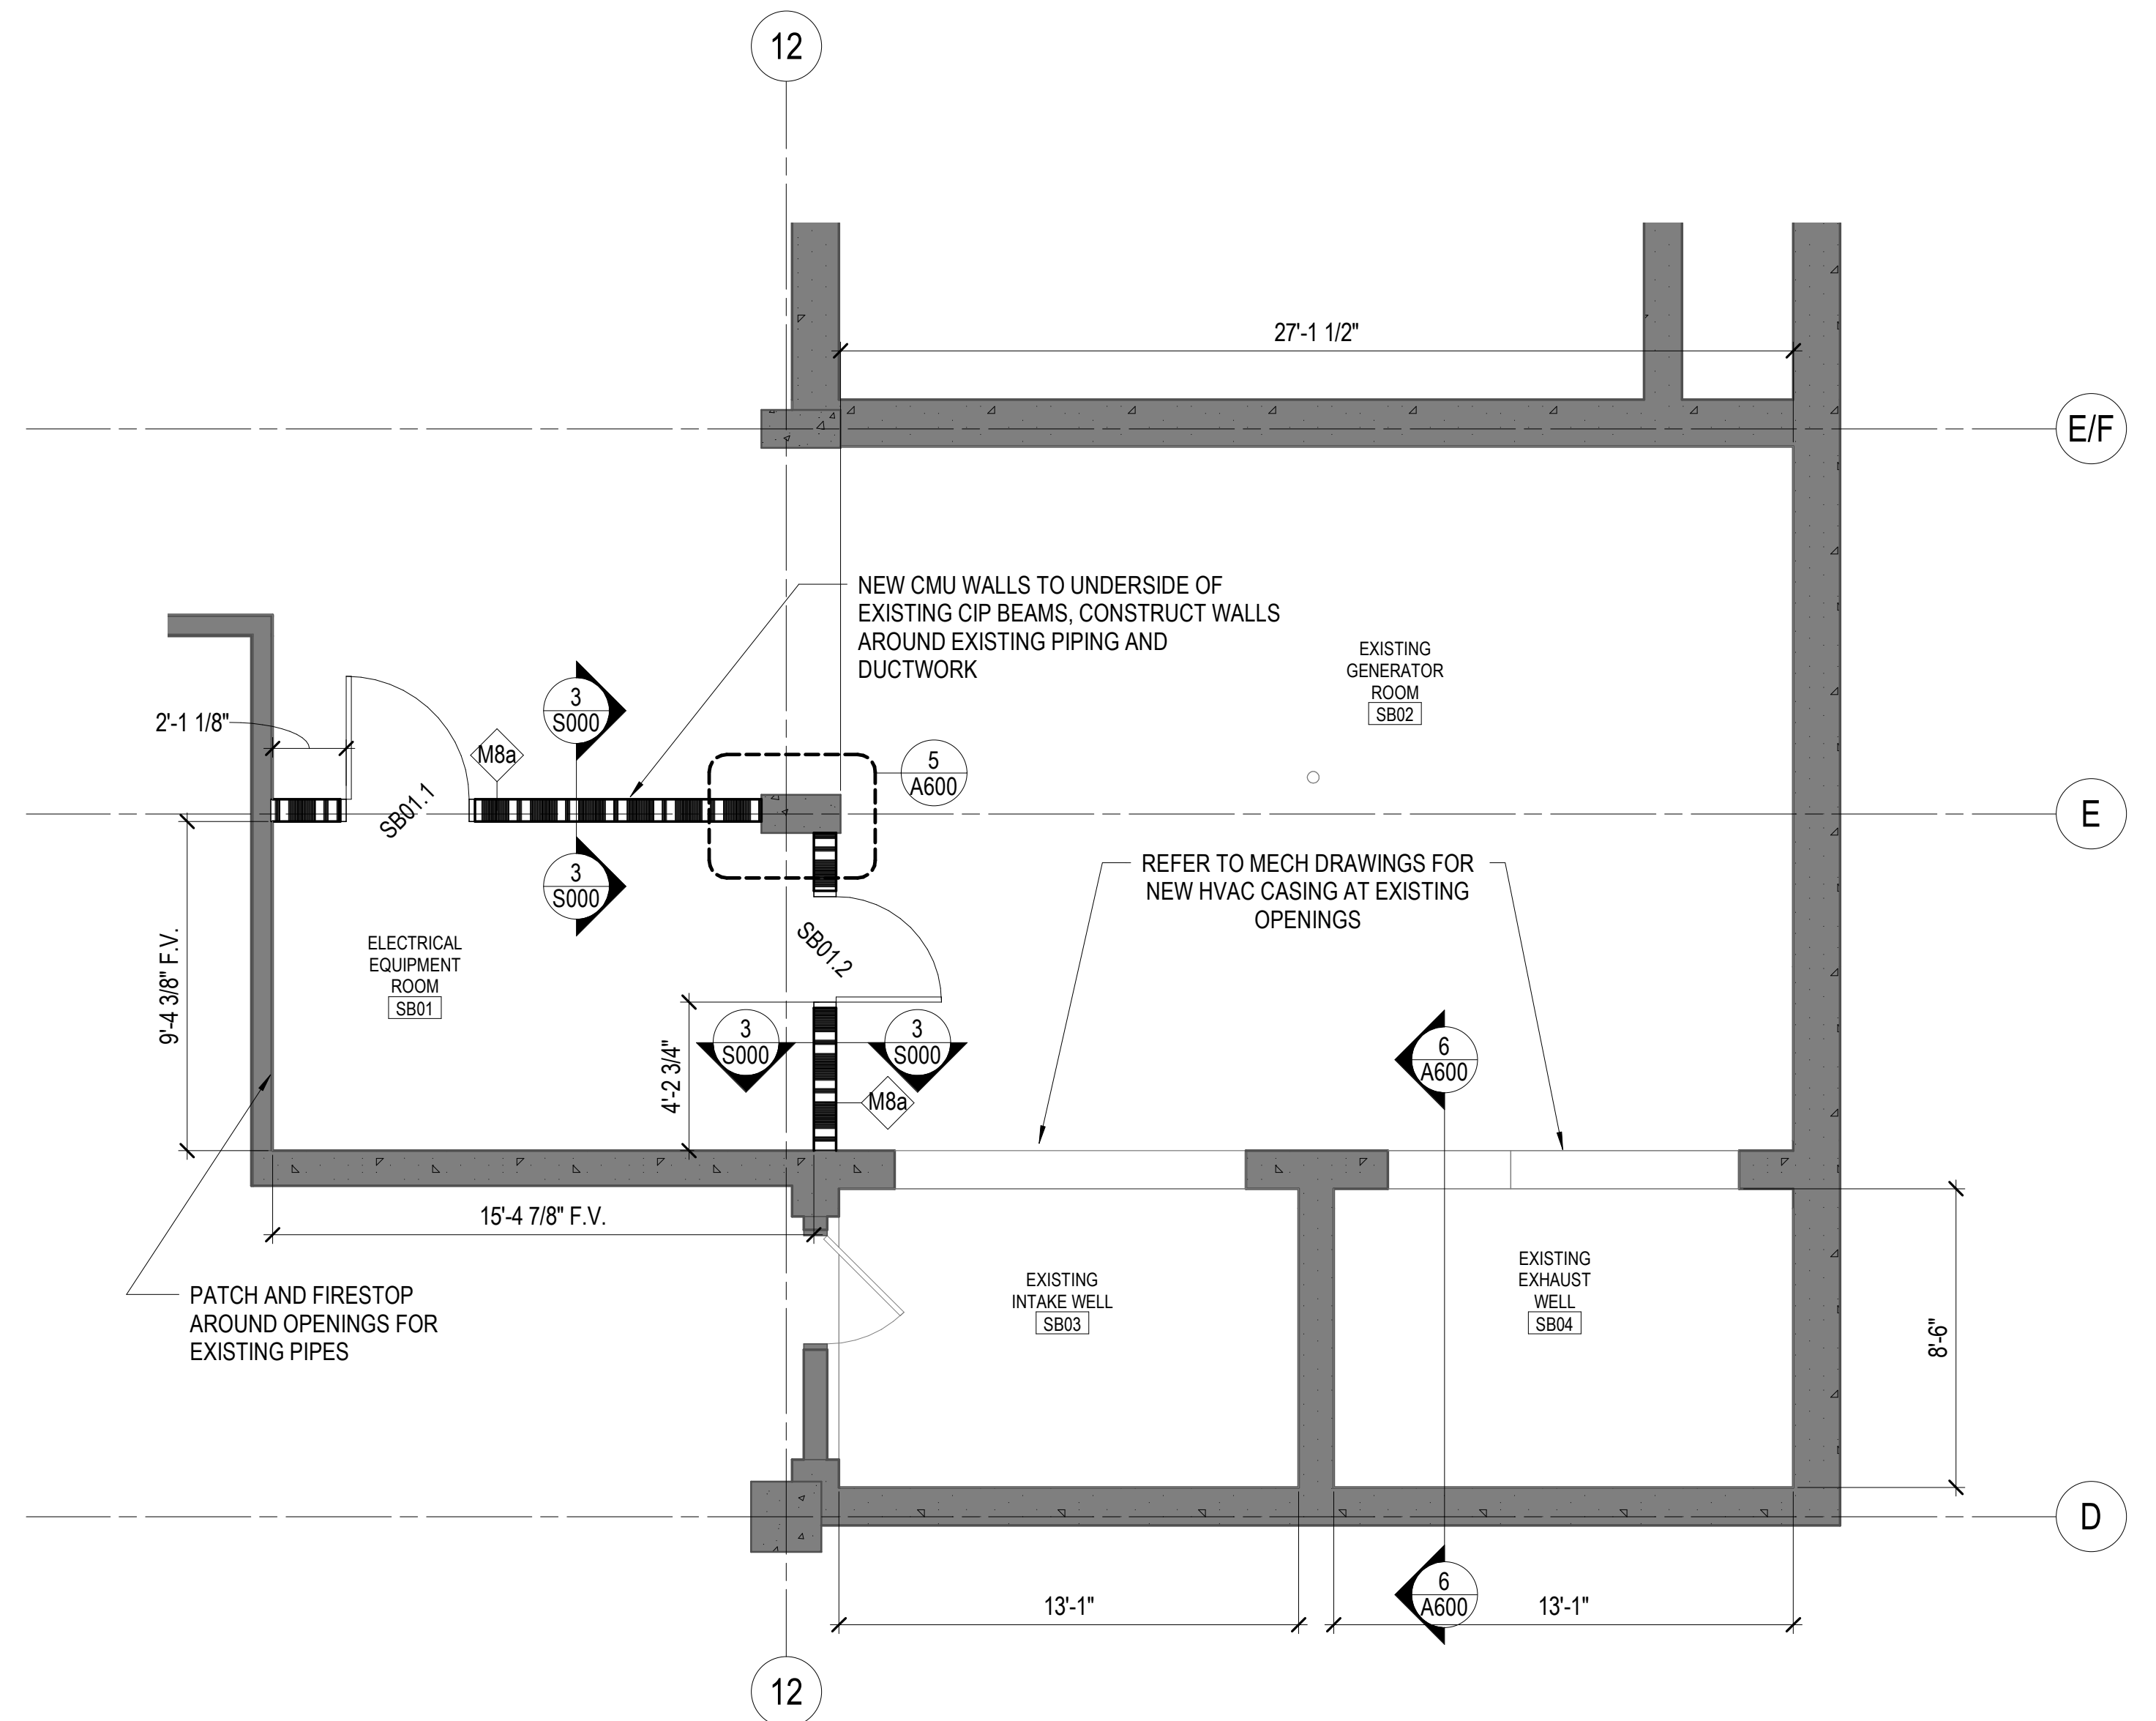 12
27'-1 1/2"
E/F
NEW CMU WALLS TO UNDERSIDE OF
EXISTING CIP BEAMS, CONSTRUCT WALLS
AROUND EXISTING PIPING AND
DUCTWORK
EXISTING
GENERATOR
ROOM
SB02
2'-1 1/8"
3
S000
M8a
5
A600
SB01.1
E
3
S000
REFER TO MECH DRAWINGS FOR
NEW HVAC CASING AT EXISTING
OPENINGS
9'-4 3/8" F.V.
ELECTRICAL
EQUIPMENT
ROOM
SB01
SB01.2
4'-2 3/4"
3
S000
3
S000
M8a
6
A600
15'-4 7/8" F.V.
PATCH AND FIRESTOP
AROUND OPENINGS FOR
EXISTING PIPES
EXISTING
INTAKE WELL
SB03
EXISTING
EXHAUST
WELL
SB04
8'-6"
D
13'-1"
6
A600
13'-1"
12